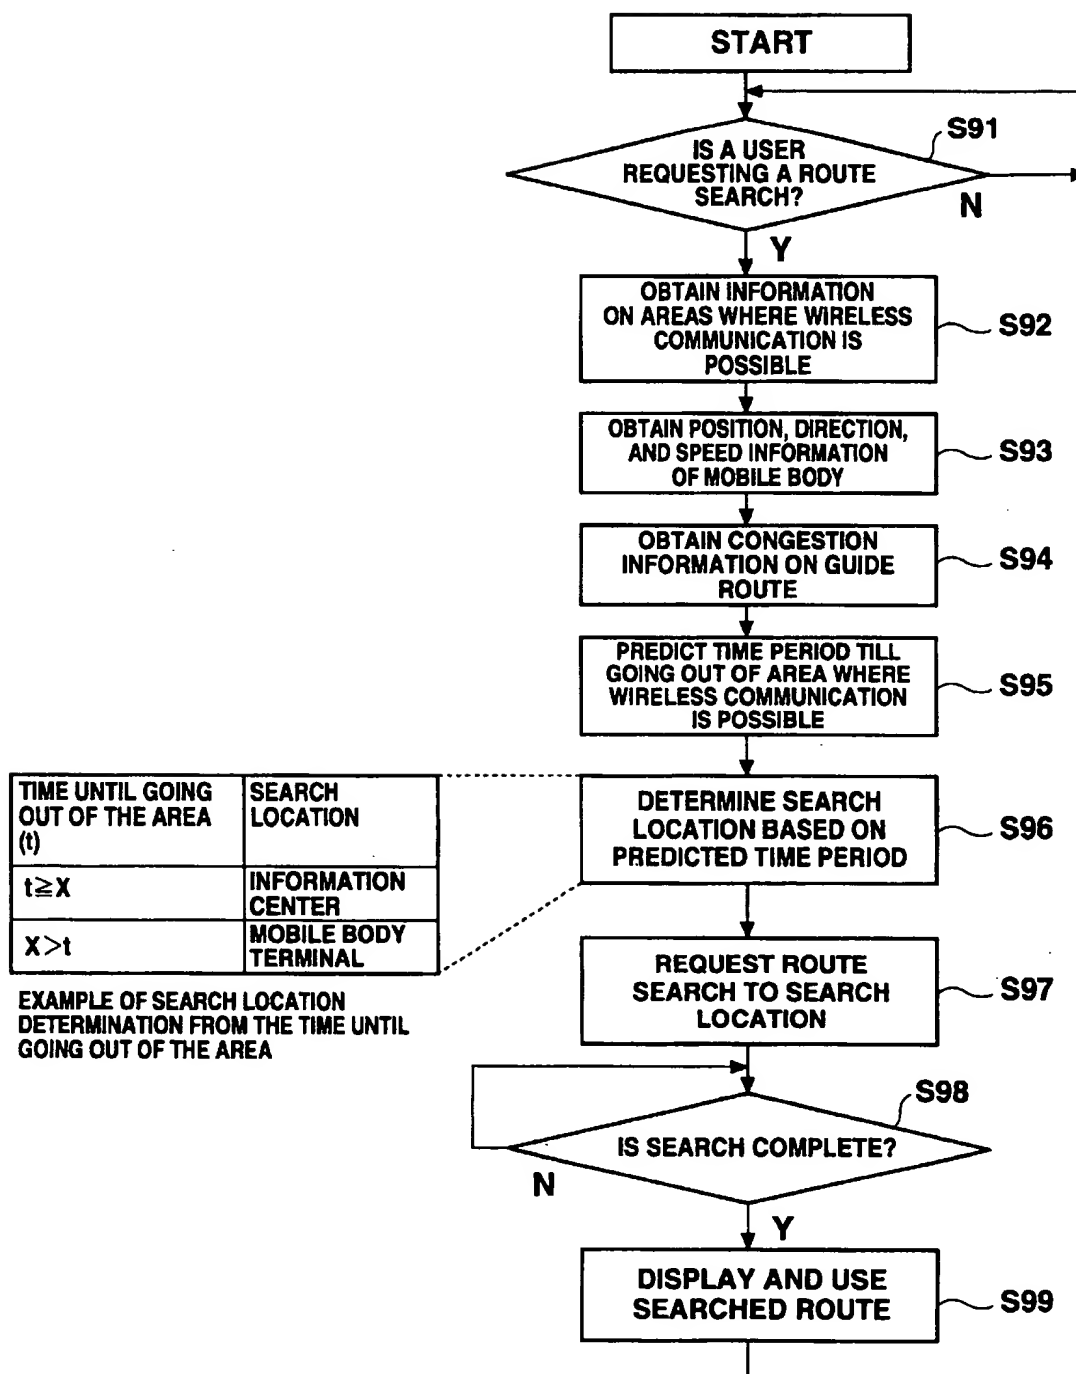 START
S91
IS A USER
REQUESTING A ROUTE
SEARCH?
N
Y
OBTAIN INFORMATION
ON AREAS WHERE WIRELESS
COMMUNICATION IS
POSSIBLE
S92
OBTAIN POSITION, DIRECTION,
AND SPEED INFORMATION
OF MOBILE BODY
S93
OBTAIN CONGESTION
INFORMATION ON GUIDE
ROUTE
S94
PREDICT TIME PERIOD TILL
GOING OUT OF AREA WHERE
WIRELESS COMMUNICATION
IS POSSIBLE
S95
TIME UNTIL GOING
OUT OF THE AREA
(t)
SEARCH
LOCATION
t≧X
INFORMATION
CENTER
X>t
MOBILE BODY
TERMINAL
EXAMPLE OF SEARCH LOCATION
DETERMINATION FROM THE TIME UNTIL
GOING OUT OF THE AREA
DETERMINE SEARCH
LOCATION BASED ON
PREDICTED TIME PERIOD
S96
REQUEST ROUTE
SEARCH TO SEARCH
LOCATION
S97
S98
IS SEARCH COMPLETE?
N
Y
DISPLAY AND USE
SEARCHED ROUTE
S99